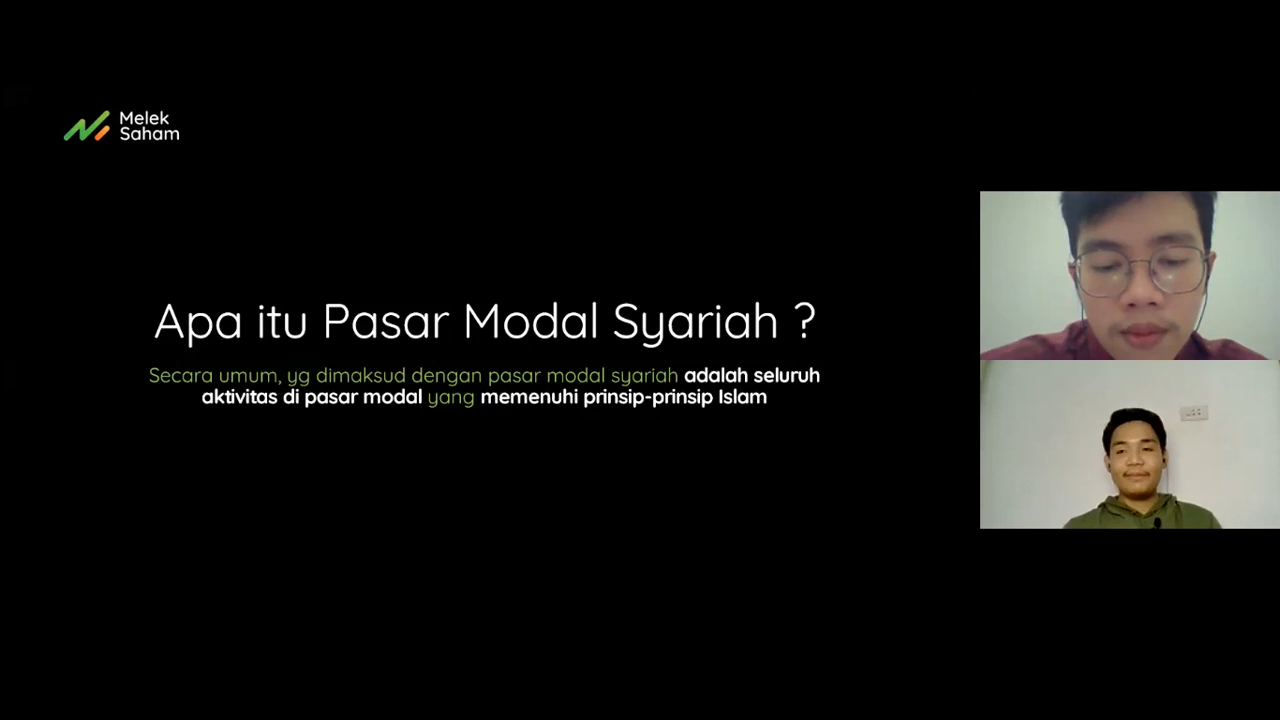 Melek
Saham
Apa itu Pasar Modal Syariah ?
Secara umum, yg dimaksud dengan pasar modal syariah adalah seluruh
aktivitas di pasar modal yang memenuhi prinsip-prinsip Islam